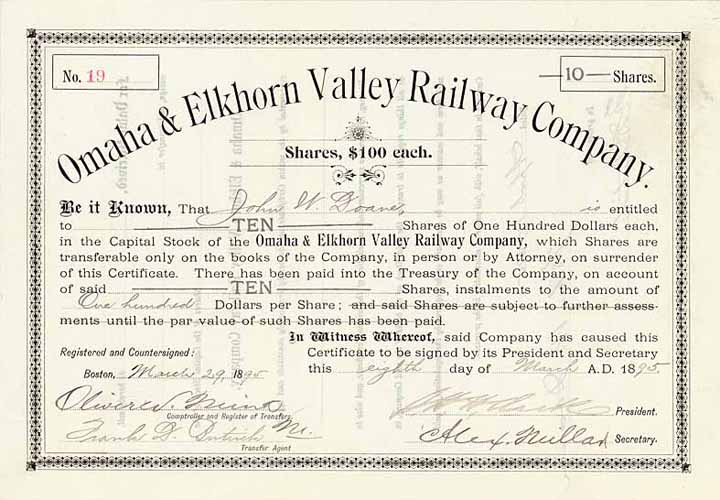 No. 19
—10— Shares.
Omaha & Elkhorn Valley Railway Company.
Shares, $100 each.
Be it Known, That John W. Doane, is entitled
to TEN Shares of One Hundred Dollars each,
in the Capital Stock of the Omaha & Elkhorn Valley Railway Company, which Shares are
transferable only on the books of the Company, in person or by Attorney, on surrender
of this Certificate. There has been paid into the Treasury of the Company, on account
of said TEN Shares, instalments to the amount of
One hundred Dollars per Share; and said Shares are subject to further assess-
ments until the par value of such Shares has been paid.
In Witness Whereof, said Company has caused this
Certificate to be signed by its President and Secretary
this eighth day of March A.D. 1895.
Registered and Countersigned:
Boston, March 29, 1895
Oliver W. Mink
Comptroller and Register of Transfers
Frank D.
Transfer Agent
President.
Alex. Millar Secretary.